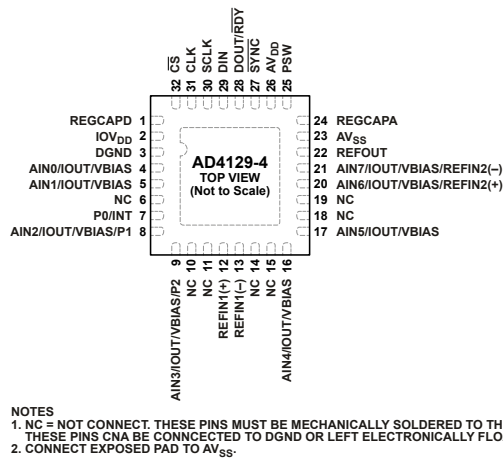 32 CS
31 CLK
30 SCLK
29 DIN
28 DOUT/RDY
27 SYNC
26 AVDD
25 PSW
REGCAPD 1
IOVDD 2
DGND 3
AIN0/IOUT/VBIAS 4
AIN1/IOUT/VBIAS 5
NC 6
P0/INT 7
AIN2/IOUT/VBIAS/P1 8
AD4129-4
TOP VIEW
(Not to Scale)
24 REGCAPA
23 AVSS
22 REFOUT
21 AIN7/IOUT/VBIAS/REFIN2(–)
20 AIN6/IOUT/VBIAS/REFIN2(+)
19 NC
18 NC
17 AIN5/IOUT/VBIAS
AIN3/IOUT/VBIAS/P2 9
NC 10
NC 11
REFIN1(+) 12
REFIN1(–) 13
NC 14
NC 15
AIN4/IOUT/VBIAS 16
NOTES
1. NC = NOT CONNECT. THESE PINS MUST BE MECHANICALLY SOLDERED TO TH
THESE PINS CNA BE CONNCECTED TO DGND OR LEFT ELECTRONICALLY FLO
2. CONNECT EXPOSED PAD TO AVSS.